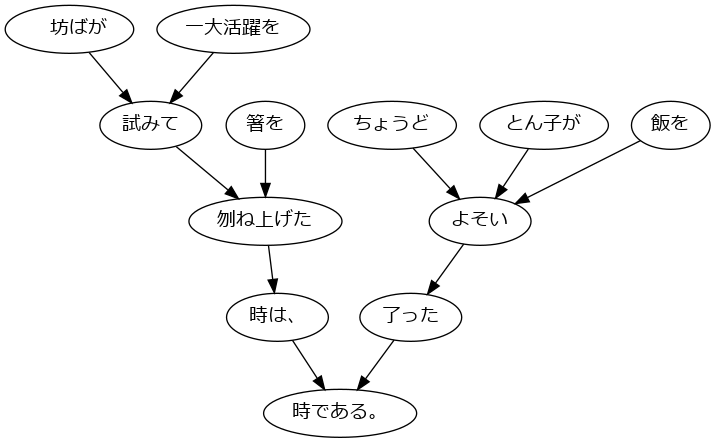 坊ばが
一大活躍を
試みて
箸を
ちょうど
とん子が
飯を
刎ね上げた
よそい
時は、
了った
時である。